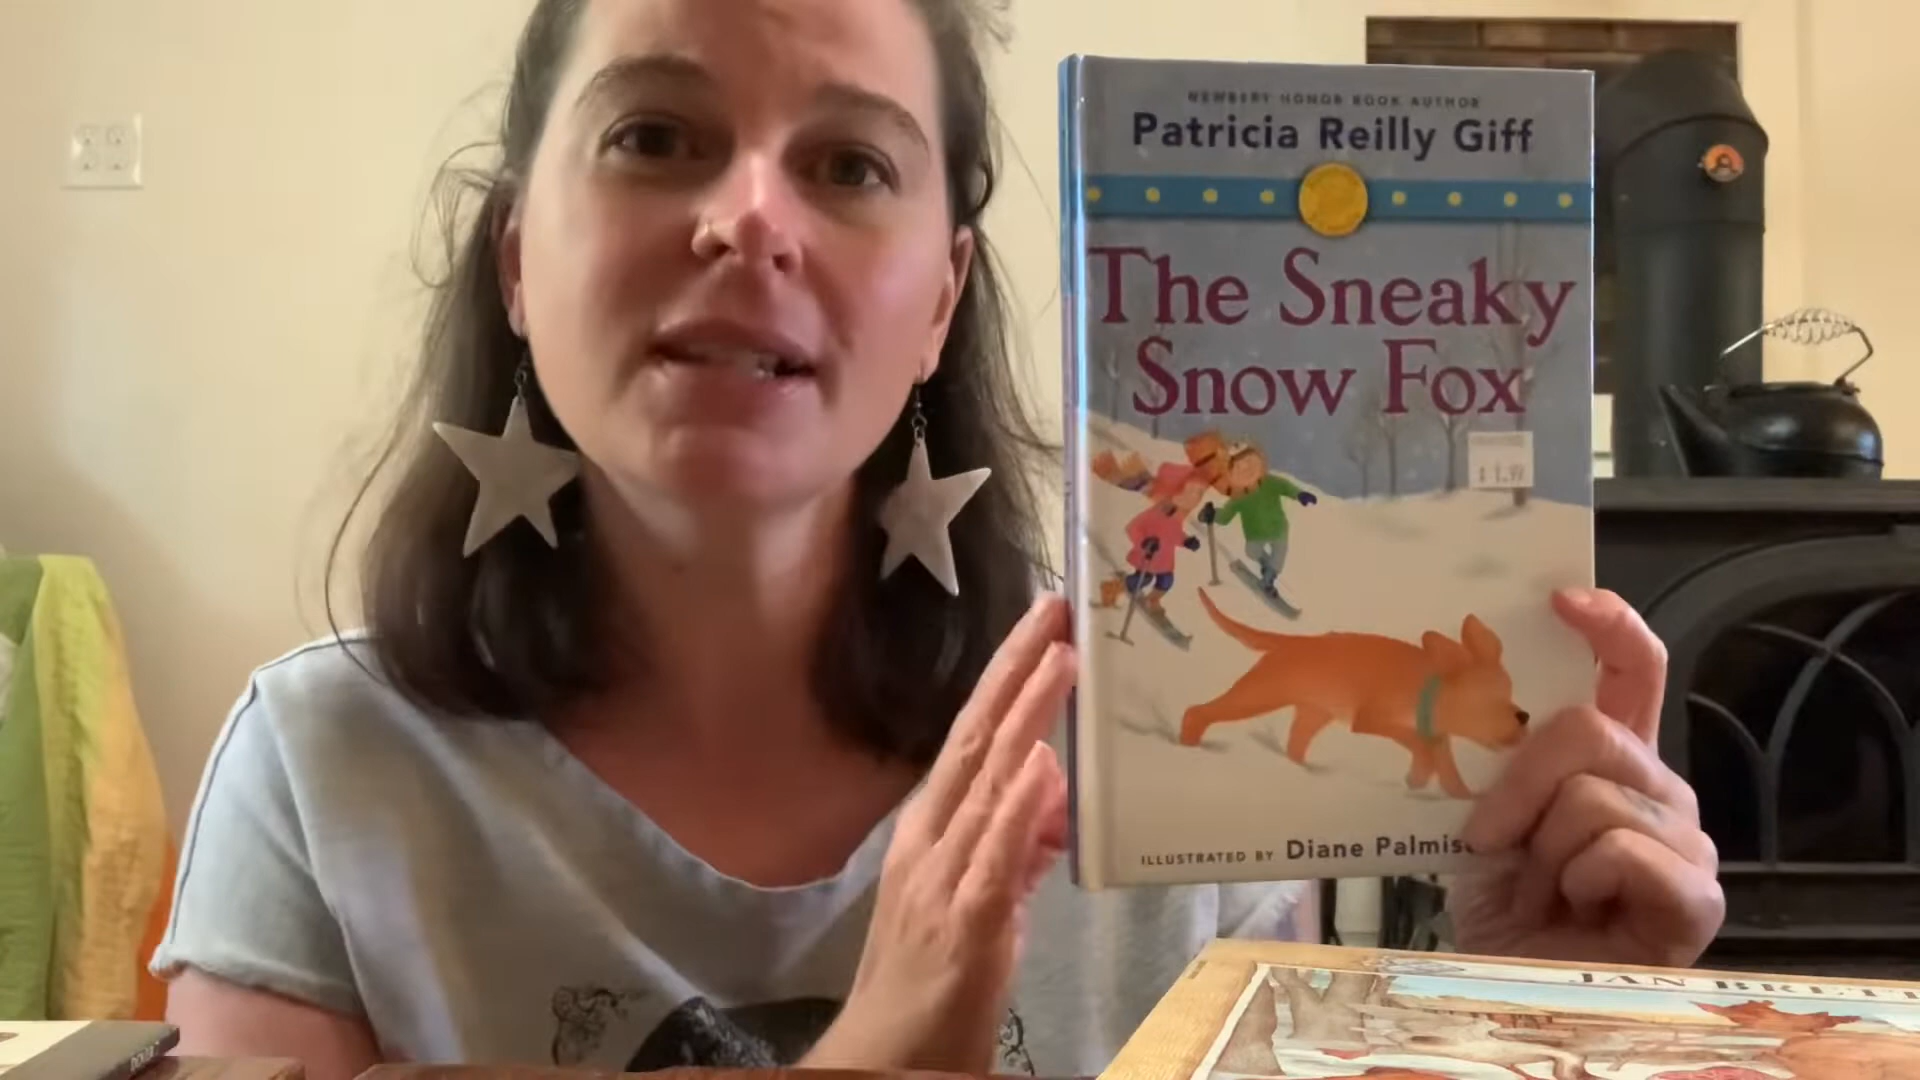 NEWBERY HONOR BOOK AUTHOR
Patricia Reilly Giff
The Sneaky
Snow Fox
ILLUSTRATED BY Diane Palmis
JAN BRETT